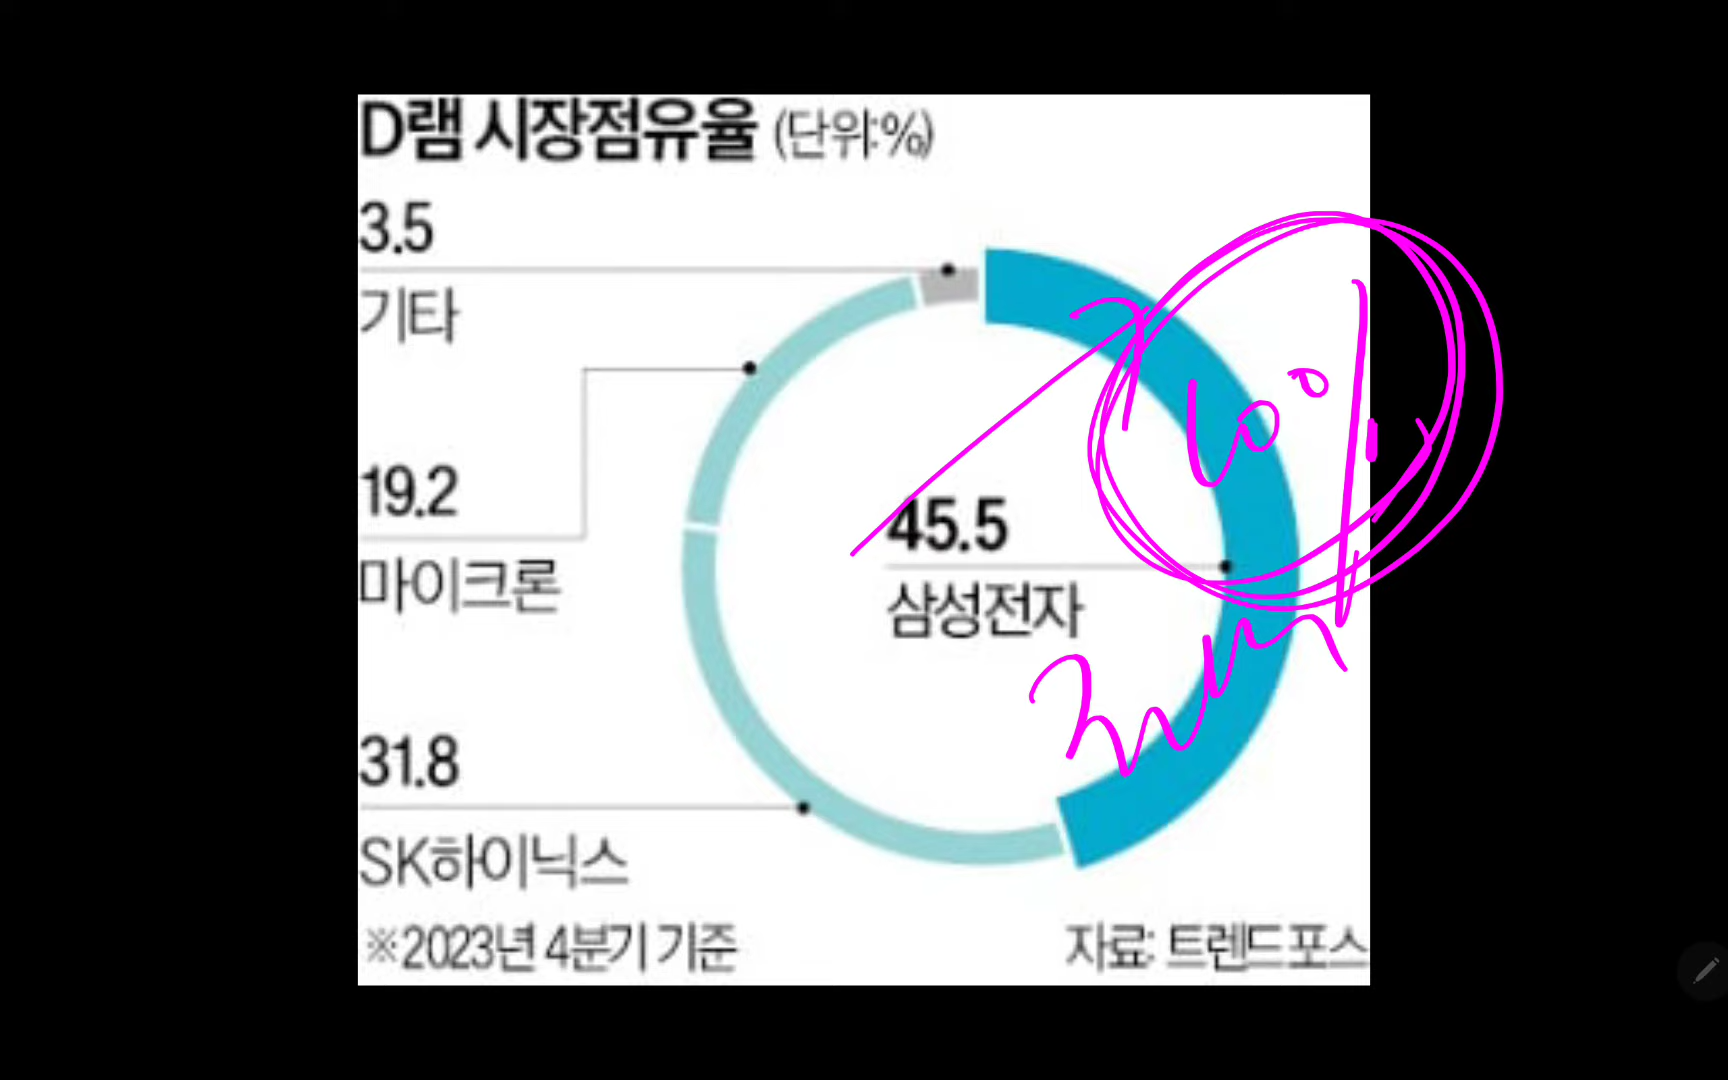 D램 시장점유율 (단위:%)
3.5
기타
19.2
마이크론
45.5
삼성전자
31.8
SK하이닉스
※2023년 4분기 기준
자료: 트렌드포스